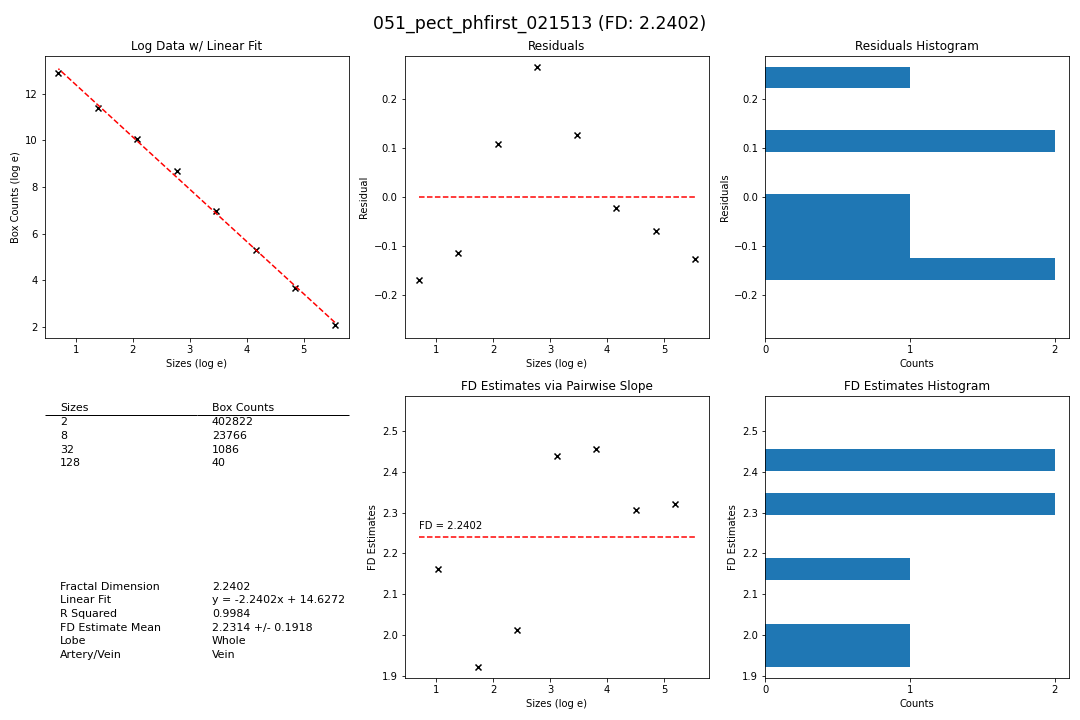 051_pect_phfirst_021513 (FD: 2.2402)
Log Data w/ Linear Fit
Box Counts (log e)
12
10
8
6
4
2
1 2 3 4 5
Sizes (log e)
Residuals
Residual
0.2
0.1
0.0
−0.1
−0.2
1 2 3 4 5
Sizes (log e)
Residuals Histogram
Residuals
0.2
0.1
0.0
−0.1
−0.2
0 1 2
Counts
Sizes Box Counts
2 402822
8 23766
32 1086
128 40
Fractal Dimension 2.2402
Linear Fit y = -2.2402x + 14.6272
R Squared 0.9984
FD Estimate Mean 2.2314 +/- 0.1918
Lobe Whole
Artery/Vein Vein
FD Estimates via Pairwise Slope
FD Estimates
2.5
2.4
2.3
FD = 2.2402
2.2
2.1
2.0
1.9
1 2 3 4 5
Sizes (log e)
FD Estimates Histogram
FD Estimates
2.5
2.4
2.3
2.2
2.1
2.0
1.9
0 1 2
Counts